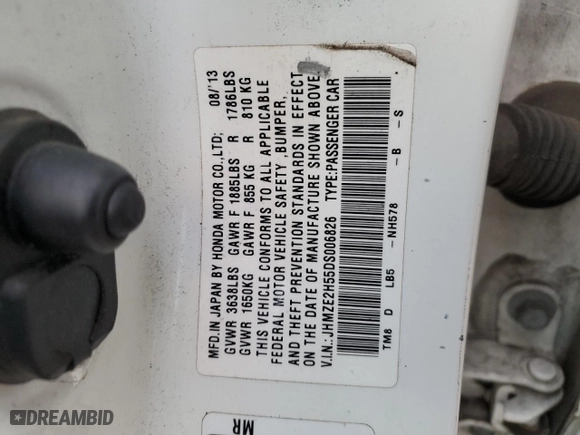 MFD.IN JAPAN BY HONDA MOTOR CO.,LTD; 08/'13
GVWR 3638LBS GAWR F 1885LBS R 1786LBS
GVWR 1650KG GAWR F 855 KG R 810 KG
THIS VEHICLE CONFORMS TO ALL APPLICABLE
FEDERAL MOTOR VEHICLE SAFETY ,BUMPER,
AND THEFT PREVENTION STANDARDS IN EFFECT
ON THE DATE OF MANUFACTURE SHOWN ABOVE.
V.I.N.: JHMZE2H55DS006826 TYPE:PASSENGER CAR
TM8 D LB5 -NH578 -B -S
MR
DREAMBID